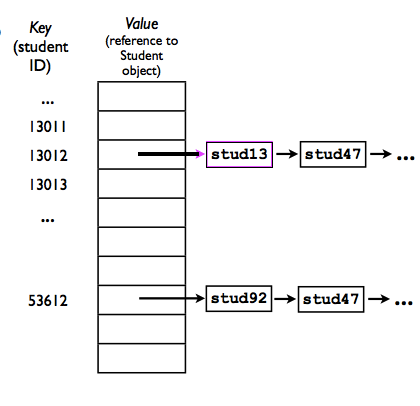 Key
(student
ID)
Value
(reference to
Student
object)
...
13011
13012
stud13
stud47
...
13013
...
53612
stud92
stud47
...